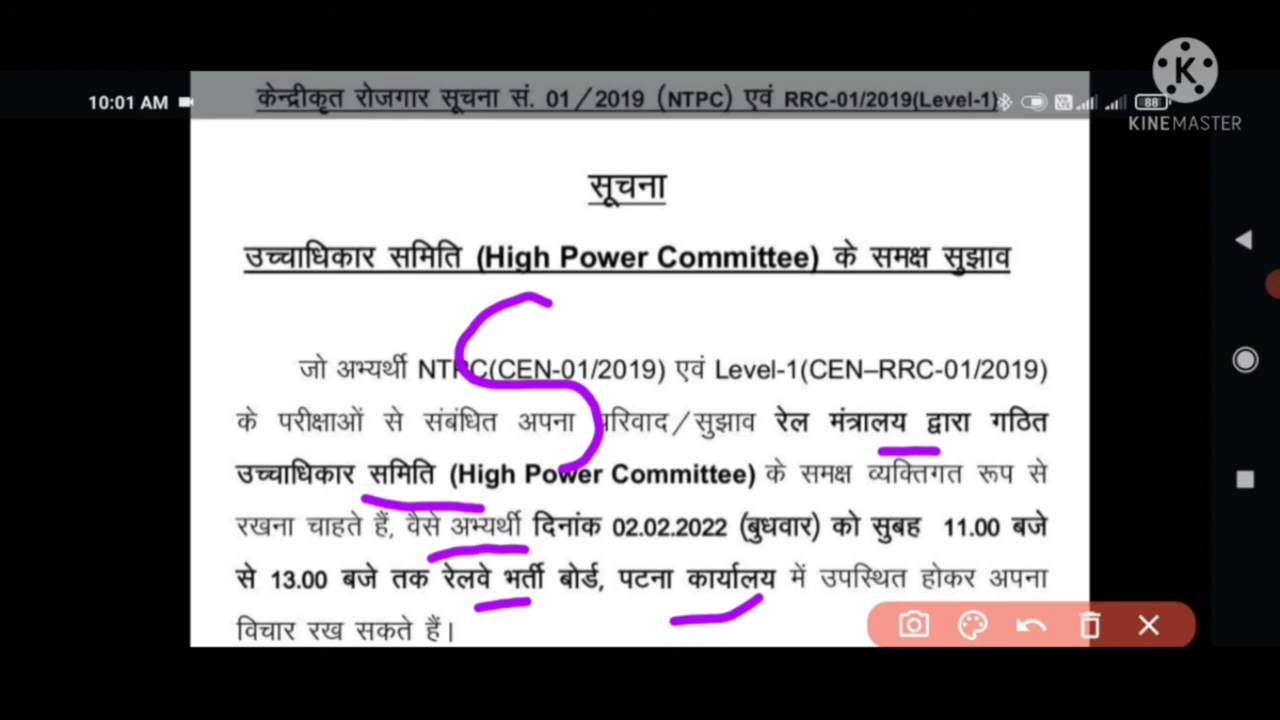 केन्द्रीकृत रोजगार सूचना सं. 01/2019 (NTPC) एवं RRC-01/2019(Level-1)
10:01 AM
88
KINEMASTER
सूचना
उच्चाधिकार समिति (High Power Committee) के समक्ष सुझाव
जो अभ्यर्थी NTPC(CEN-01/2019) एवं Level-1(CEN–RRC-01/2019)
के परीक्षाओं से संबंधित अपना परिवाद/सुझाव रेल मंत्रालय द्वारा गठित
उच्चाधिकार समिति (High Power Committee) के समक्ष व्यक्तिगत रूप से
रखना चाहते हैं, वैसे अभ्यर्थी दिनांक 02.02.2022 (बुधवार) को सुबह 11.00 बजे
से 13.00 बजे तक रेलवे भर्ती बोर्ड, पटना कार्यालय में उपस्थित होकर अपना
विचार रख सकते हैं।